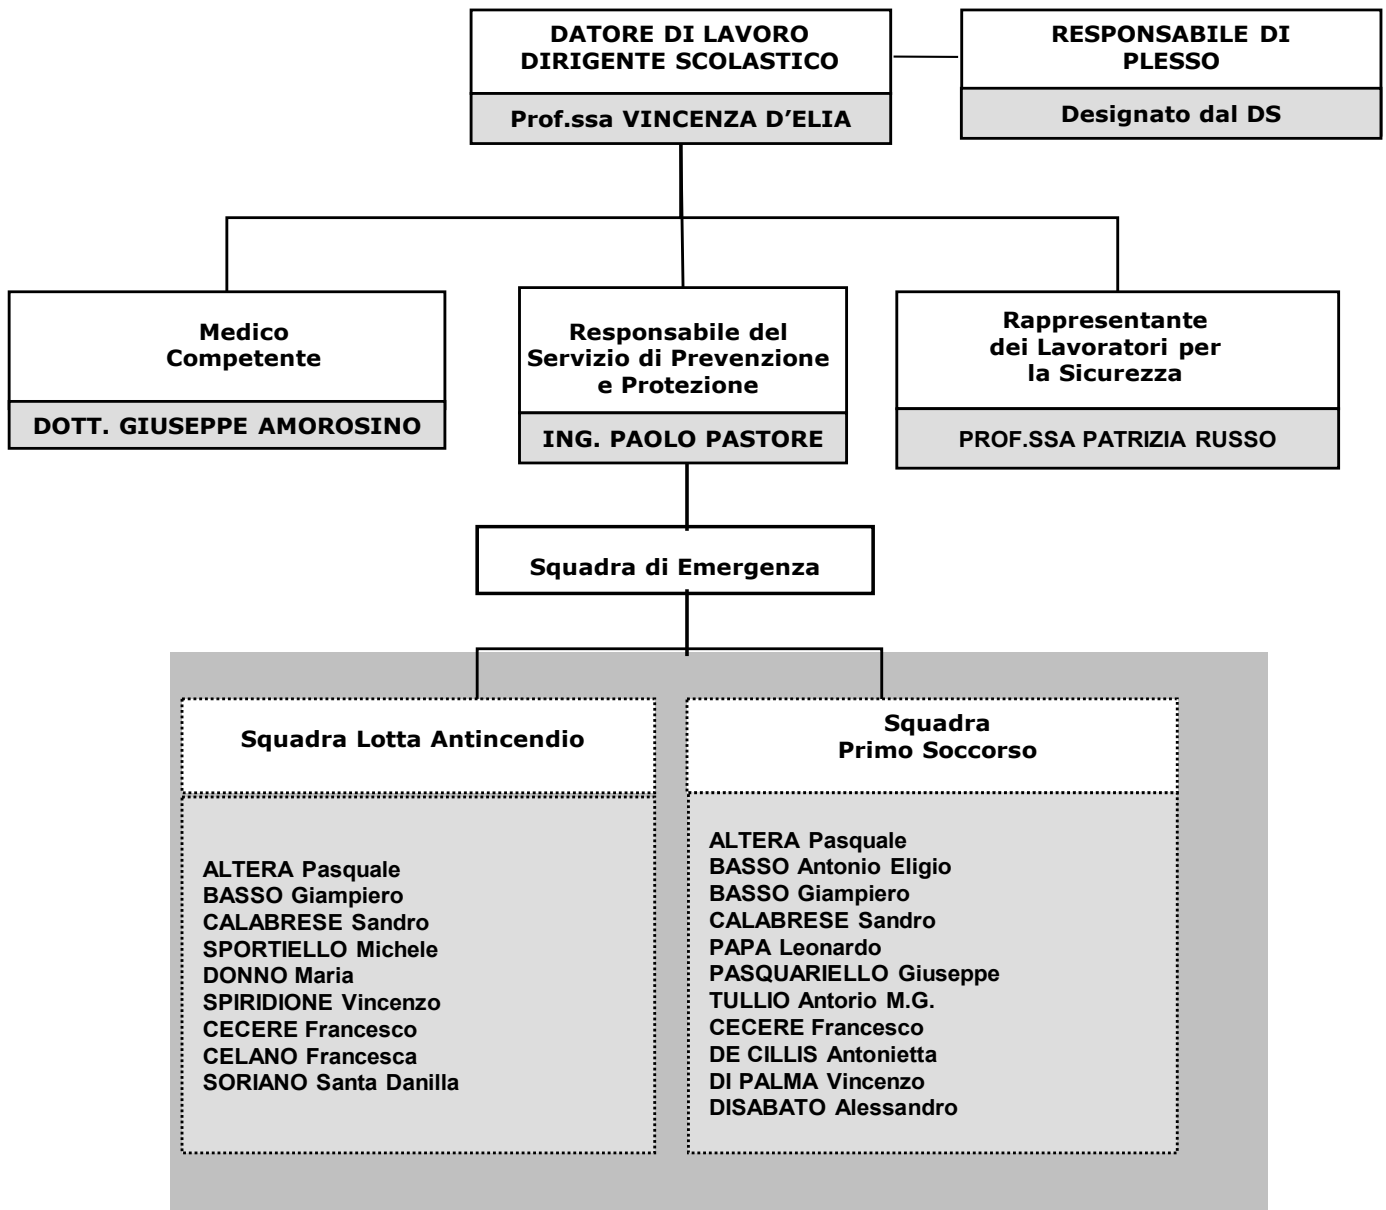 DATORE DI LAVORO
DIRIGENTE SCOLASTICO
Prof.ssa VINCENZA D’ELIA
RESPONSABILE DI
PLESSO
Designato dal DS
Medico
Competente
DOTT. GIUSEPPE AMOROSINO
Responsabile del
Servizio di Prevenzione
e Protezione
ING. PAOLO PASTORE
Rappresentante
dei Lavoratori per
la Sicurezza
PROF.SSA PATRIZIA RUSSO
Squadra di Emergenza
Squadra Lotta Antincendio
ALTERA Pasquale
BASSO Giampiero
CALABRESE Sandro
SPORTIELLO Michele
DONNO Maria
SPIRIDIONE Vincenzo
CECERE Francesco
CELANO Francesca
SORIANO Santa Danilla
Squadra
Primo Soccorso
ALTERA Pasquale
BASSO Antonio Eligio
BASSO Giampiero
CALABRESE Sandro
PAPA Leonardo
PASQUARIELLO Giuseppe
TULLIO Antorio M.G.
CECERE Francesco
DE CILLIS Antonietta
DI PALMA Vincenzo
DISABATO Alessandro